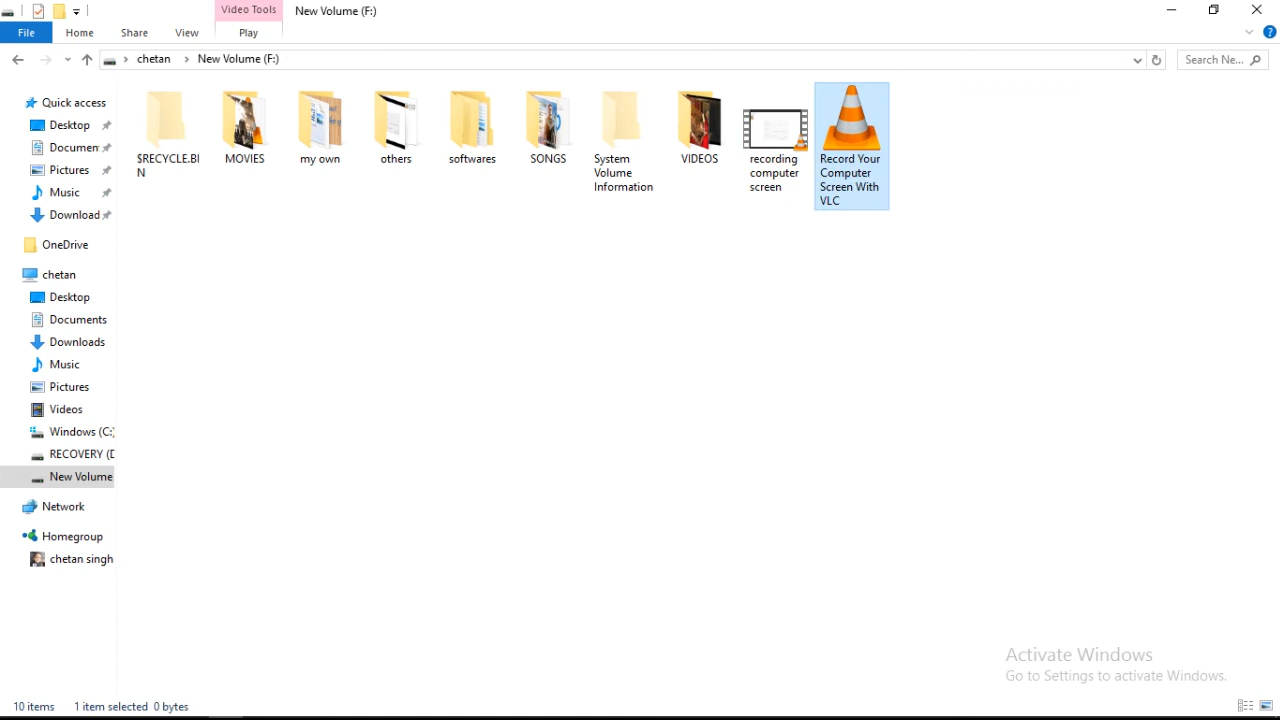 Video Tools
New Volume (F:)
File
Home
Share
View
Play
chetan
New Volume (F:)
Search Ne...
Quick access
Desktop
Documen
Pictures
Music
Download
OneDrive
chetan
Desktop
Documents
Downloads
Music
Pictures
Videos
Windows (C:)
RECOVERY (D
New Volume
Network
Homegroup
chetan singh
$RECYCLE.BI
N
MOVIES
my own
others
softwares
SONGS
System
Volume
Information
VIDEOS
recording
computer
screen
Record Your
Computer
Screen With
VLC
Activate Windows
Go to Settings to activate Windows.
10 items
1 item selected 0 bytes